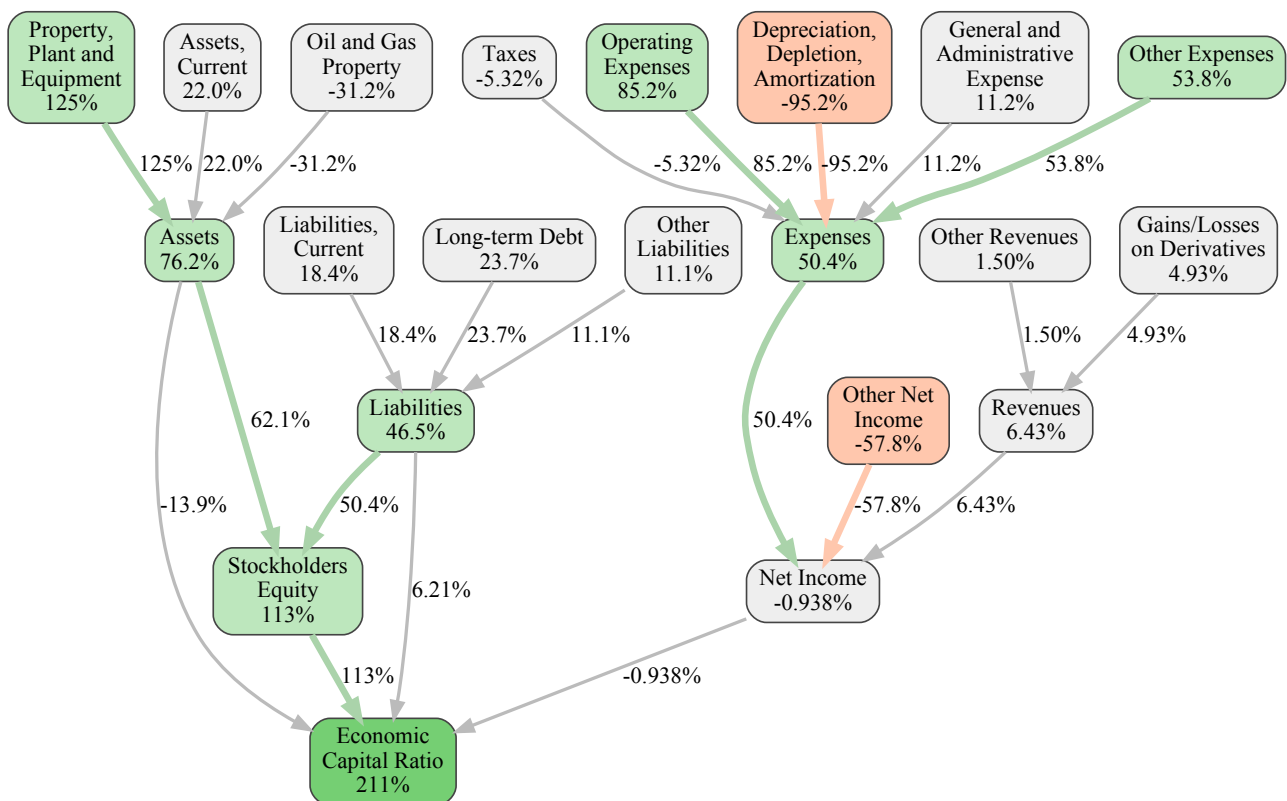 Property,
Plant and
Equipment
125%
Assets,
Current
22.0%
Oil and Gas
Property
-31.2%
Taxes
-5.32%
Operating
Expenses
85.2%
Depreciation,
Depletion,
Amortization
-95.2%
General and
Administrative
Expense
11.2%
Other Expenses
53.8%
125%
22.0%
-31.2%
-5.32%
85.2%
-95.2%
11.2%
53.8%
Assets
76.2%
Liabilities,
Current
18.4%
Long-term Debt
23.7%
Other
Liabilities
11.1%
Expenses
50.4%
Other Revenues
1.50%
Gains/Losses
on Derivatives
4.93%
18.4%
23.7%
11.1%
1.50%
4.93%
62.1%
Liabilities
46.5%
50.4%
Other Net
Income
-57.8%
Revenues
6.43%
-13.9%
50.4%
-57.8%
6.43%
Stockholders
Equity
113%
6.21%
Net Income
-0.938%
113%
-0.938%
Economic
Capital Ratio
211%